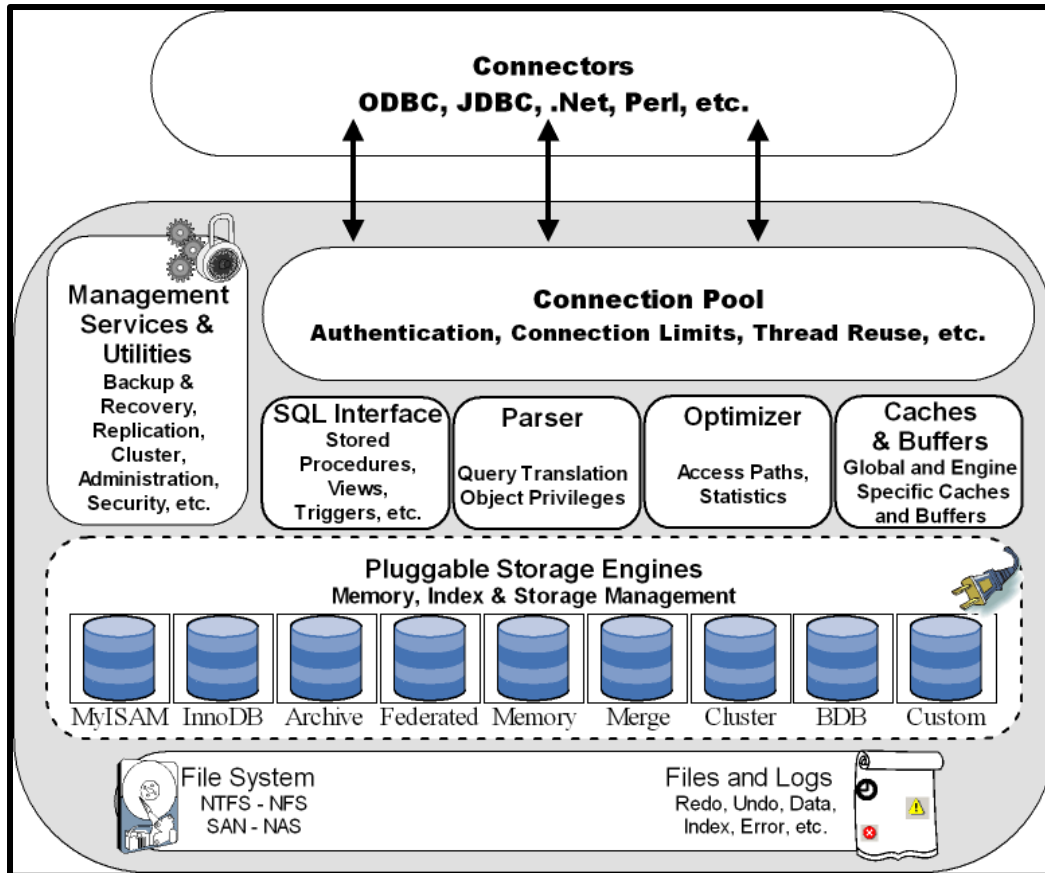 Connectors
ODBC, JDBC, .Net, Perl, etc.
Management
Services &
Utilities
Backup &
Recovery,
Replication,
Cluster,
Administration,
Security, etc.
Connection Pool
Authentication, Connection Limits, Thread Reuse, etc.
SQL Interface
Stored
Procedures,
Views,
Triggers, etc.
Parser
Query Translation
Object Privileges
Optimizer
Access Paths,
Statistics
Caches
& Buffers
Global and Engine
Specific Caches
and Buffers
Pluggable Storage Engines
Memory, Index & Storage Management
MyISAM
InnoDB
Archive
Federated
Memory
Merge
Cluster
BDB
Custom
File System
NTFS - NFS
SAN - NAS
Files and Logs
Redo, Undo, Data,
Index, Error, etc.